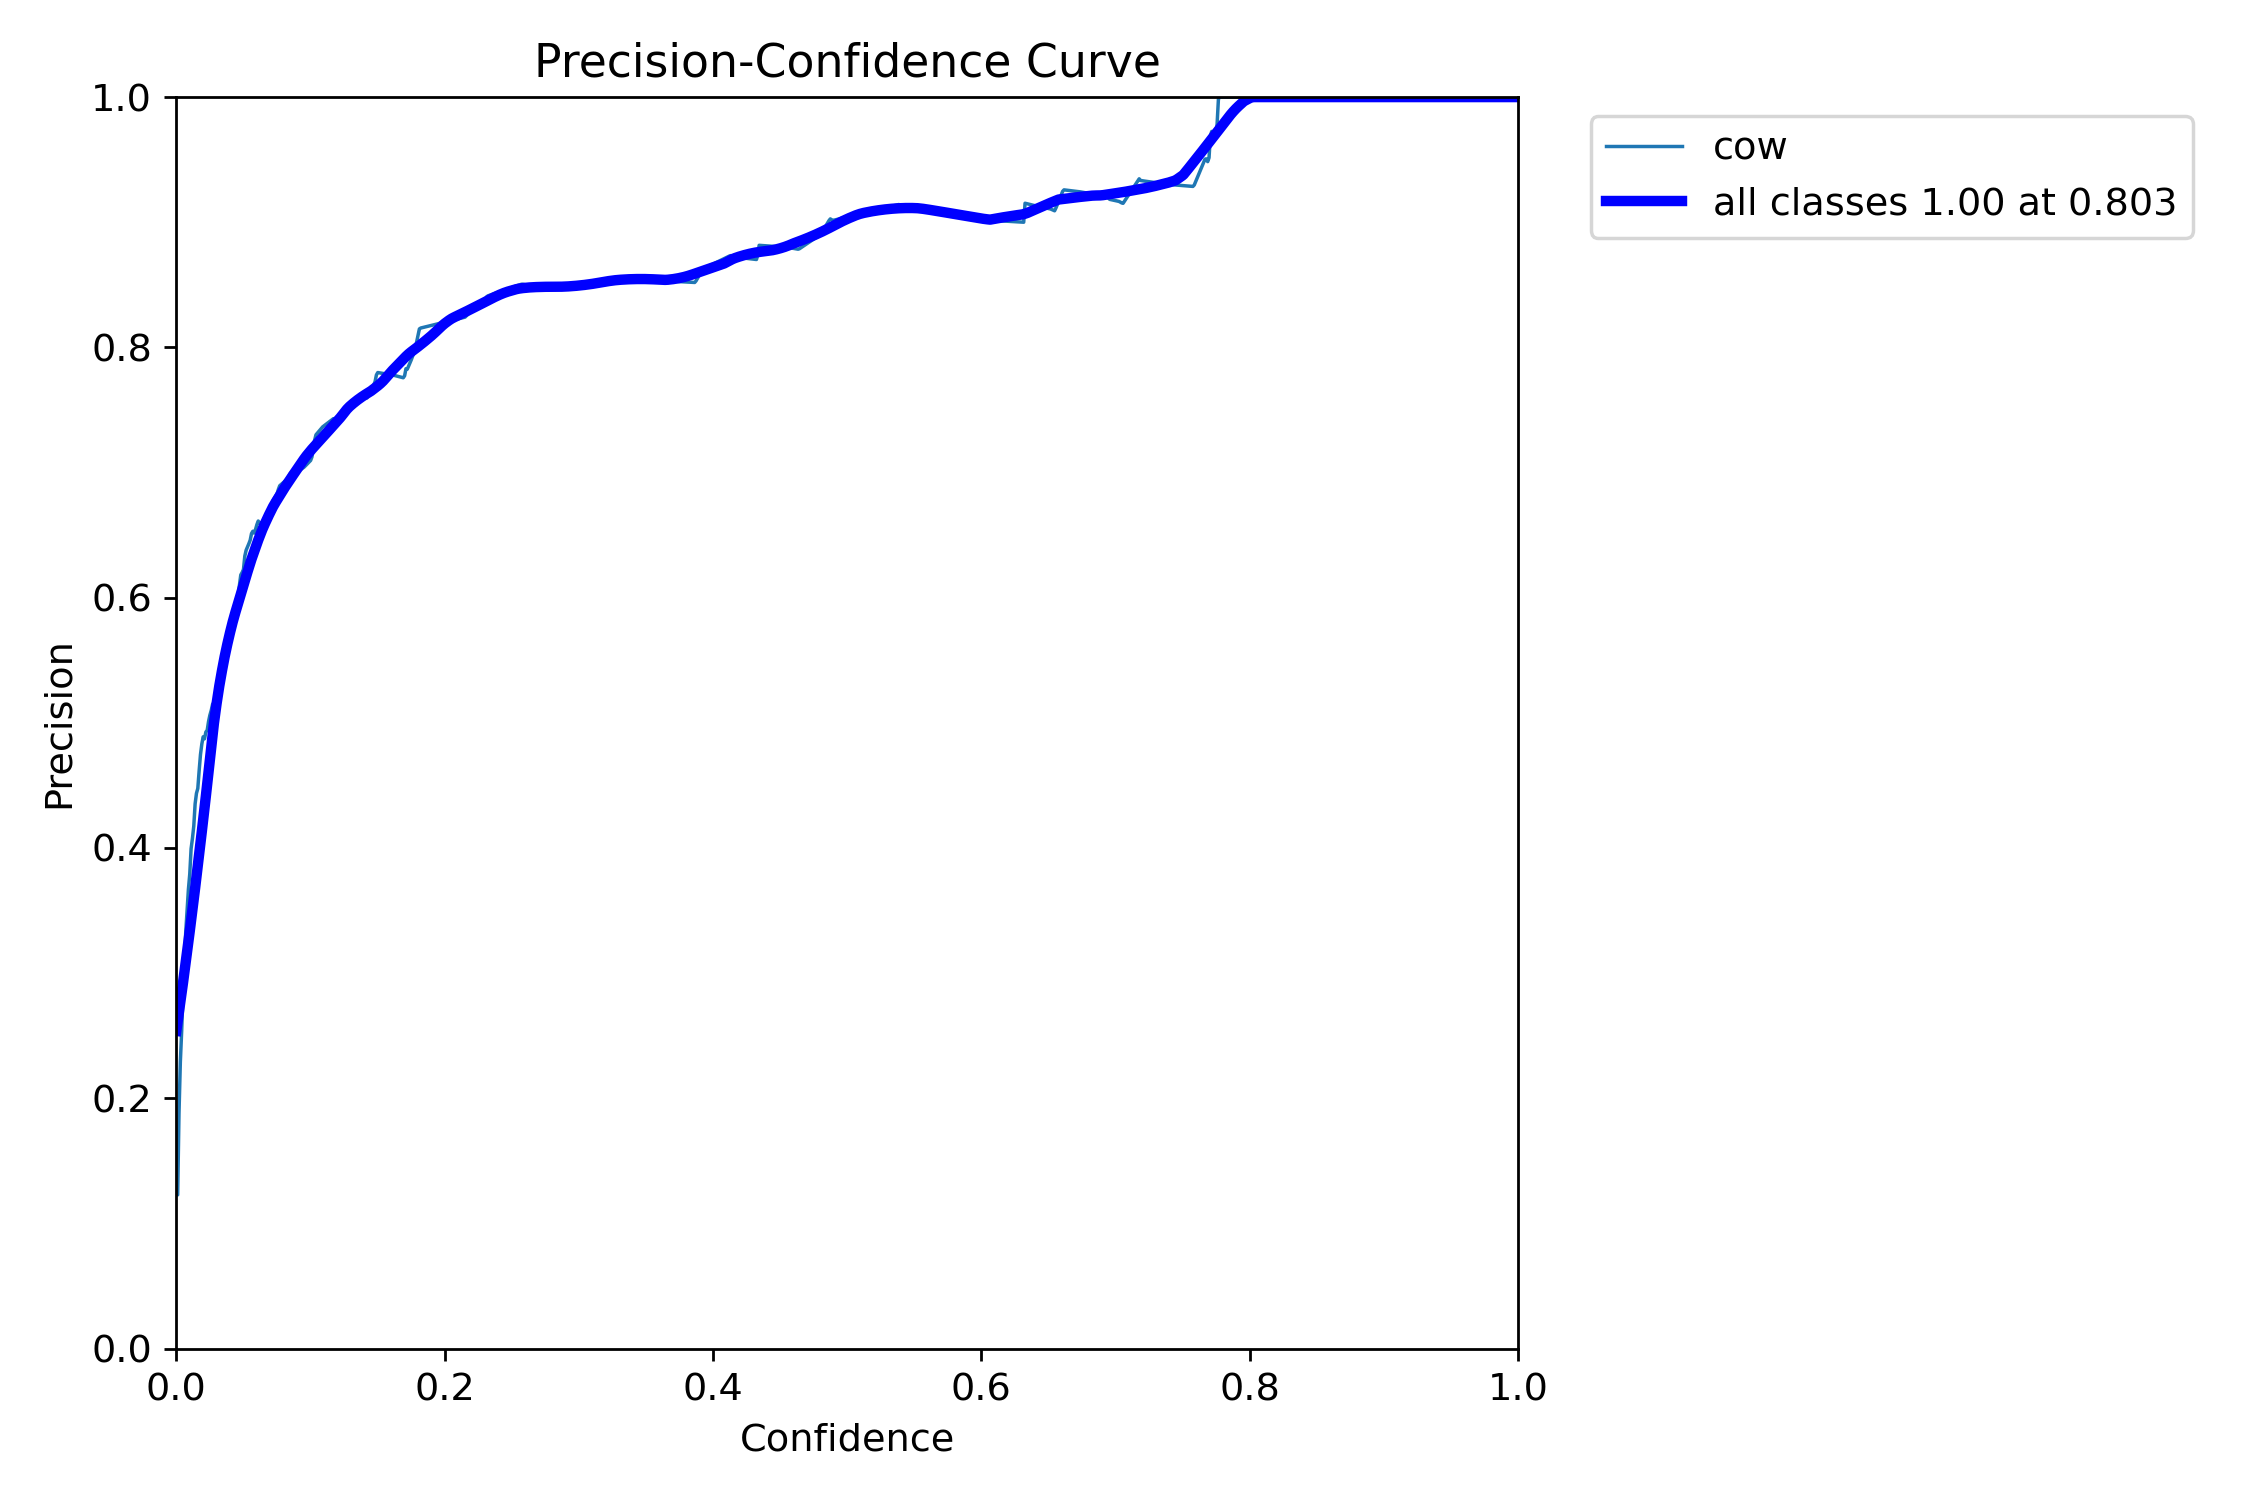 Precision-Confidence Curve
cow
all classes 1.00 at 0.803
Precision
1.0
0.8
0.6
0.4
0.2
0.0
0.0 0.2 0.4 0.6 0.8 1.0
Confidence